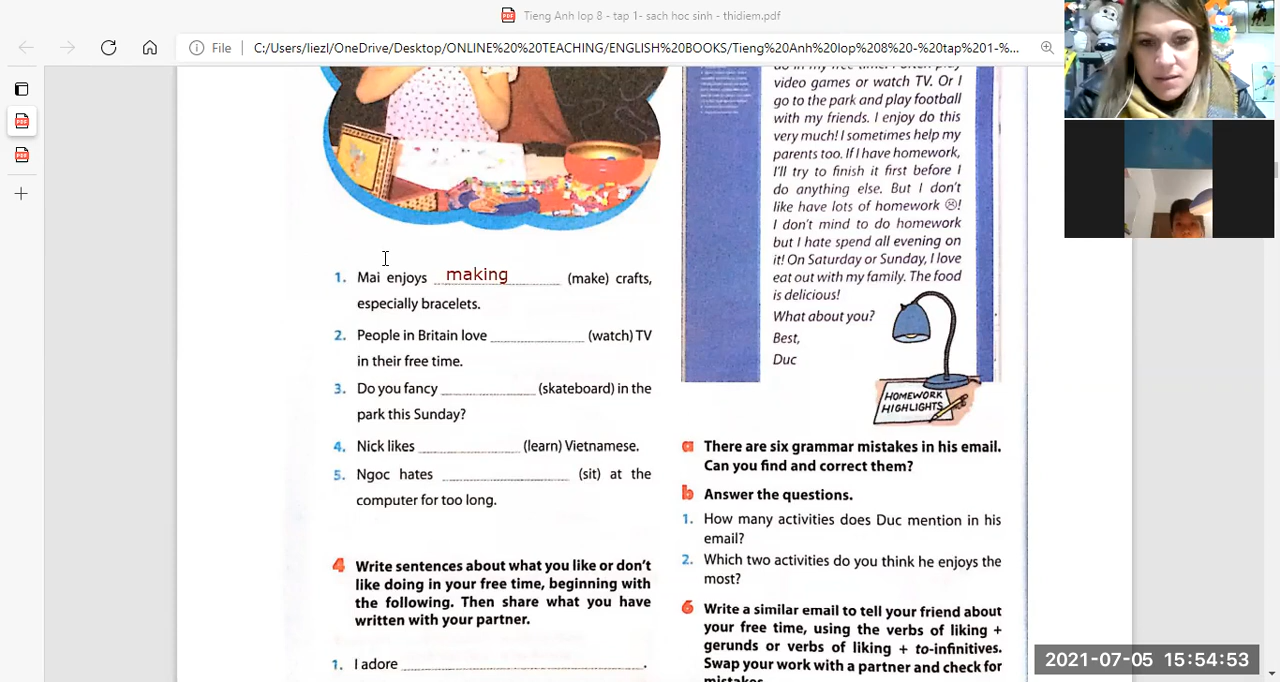 Tieng Anh lop 8 - tap 1- sach hoc sinh - thidiem.pdf
File
C:/Users/liezl/OneDrive/Desktop/ONLINE%20%20TEACHING/ENGLISH%20BOOKS/Tieng%20Anh%20lop%208%20-%20tap%201-%...
1. Mai enjoys making (make) crafts,
especially bracelets.
2. People in Britain love (watch) TV
in their free time.
3. Do you fancy (skateboard) in the
park this Sunday?
4. Nick likes (learn) Vietnamese.
5. Ngoc hates (sit) at the
computer for too long.
4 Write sentences about what you like or don't
like doing in your free time, beginning with
the following. Then share what you have
written with your partner.
1. I adore .
video games or watch TV. Or I
go to the park and play football
with my friends. I enjoy do this
very much! I sometimes help my
parents too. If I have homework,
I'll try to finish it first before I
do anything else. But I don't
like have lots of homework ☹!
I don't mind to do homework
but I hate spend all evening on
it! On Saturday or Sunday, I love
eat out with my family. The food
is delicious!
What about you?
Best,
Duc
HOMEWORK
HIGHLIGHTS
a There are six grammar mistakes in his email.
Can you find and correct them?
b Answer the questions.
1. How many activities does Duc mention in his
email?
2. Which two activities do you think he enjoys the
most?
6 Write a similar email to tell your friend about
your free time, using the verbs of liking +
gerunds or verbs of liking + to-infinitives.
Swap your work with a partner and check for
mistakes.
2021-07-05 15:54:53